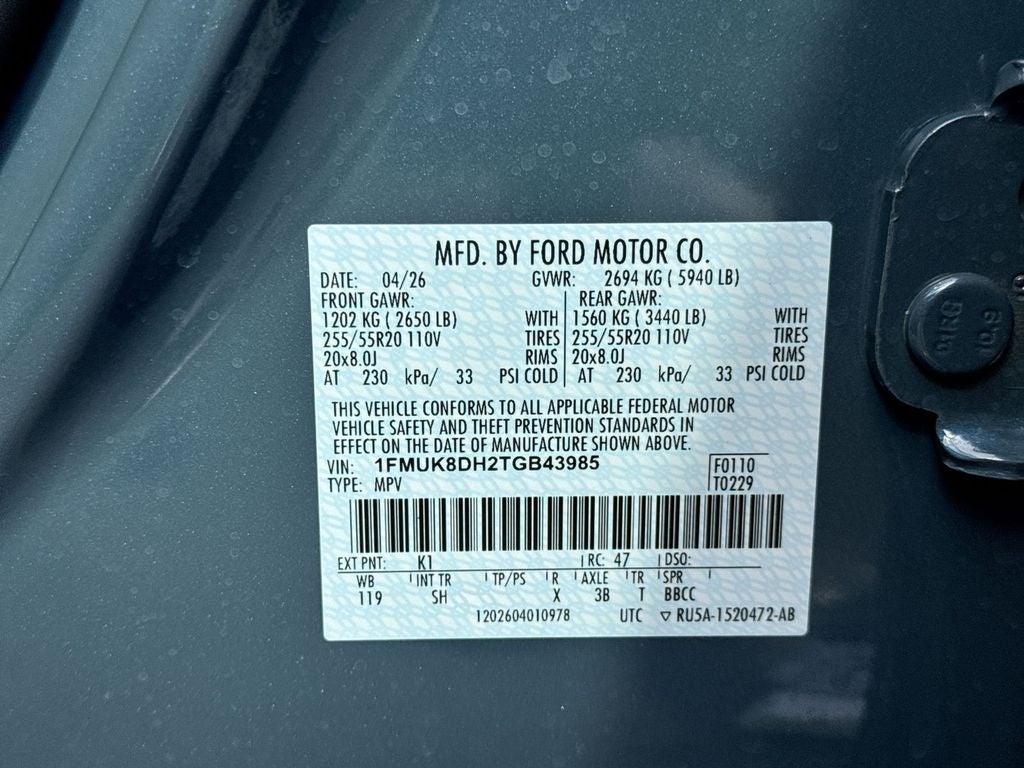 MFD. BY FORD MOTOR CO.
DATE: 04/26 GVWR: 2694 KG ( 5940 LB)
FRONT GAWR: REAR GAWR:
1202 KG ( 2650 LB) WITH 1560 KG ( 3440 LB) WITH
255/55R20 110V TIRES 255/55R20 110V TIRES
20x8.0J RIMS 20x8.0J RIMS
AT 230 kPa/ 33 PSI COLD AT 230 kPa/ 33 PSI COLD
THIS VEHICLE CONFORMS TO ALL APPLICABLE FEDERAL MOTOR
VEHICLE SAFETY AND THEFT PREVENTION STANDARDS IN
EFFECT ON THE DATE OF MANUFACTURE SHOWN ABOVE.
VIN: 1FMUK8DH2TGB43985 F0110
TYPE: MPV T0229
EXT PNT: K1 RC: 47 DSO:
WB INT TR TP/PS R AXLE TR SPR
119 SH X 3B T BBCC
1202604010978 UTC ▽ RU5A-1520472-AB
10.9